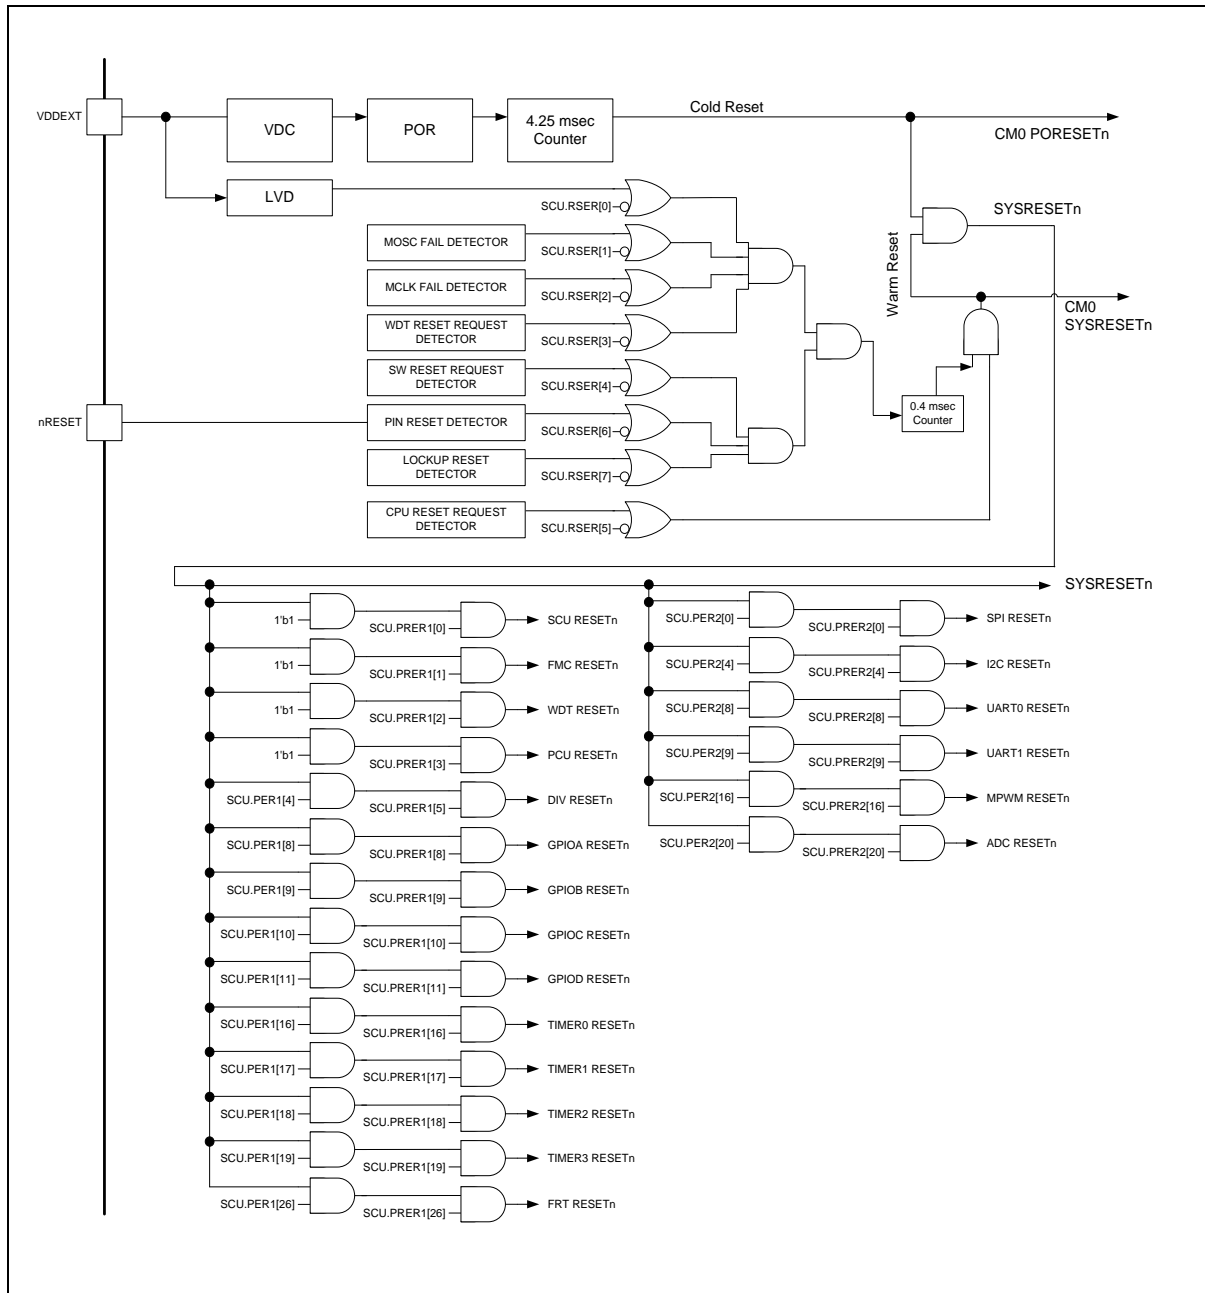 VDDEXT
VDC
POR
4.25 msec
Counter
Cold Reset
CM0 PORESETn
LVD
SCU.RSER[0]
SYSRESETn
MOSC FAIL DETECTOR
SCU.RSER[1]
Warm Reset
MCLK FAIL DETECTOR
SCU.RSER[2]
CM0
SYSRESETn
WDT RESET REQUEST
DETECTOR
SCU.RSER[3]
SW RESET REQUEST
DETECTOR
SCU.RSER[4]
0.4 msec
Counter
nRESET
PIN RESET DETECTOR
SCU.RSER[6]
LOCKUP RESET
DETECTOR
SCU.RSER[7]
CPU RESET REQUEST
DETECTOR
SCU.RSER[5]
SYSRESETn
1'b1
SCU.PRER1[0]
SCU RESETn
1'b1
SCU.PRER1[1]
FMC RESETn
1'b1
SCU.PRER1[2]
WDT RESETn
1'b1
SCU.PRER1[3]
PCU RESETn
SCU.PER1[4]
SCU.PRER1[5]
DIV RESETn
SCU.PER1[8]
SCU.PRER1[8]
GPIOA RESETn
SCU.PER1[9]
SCU.PRER1[9]
GPIOB RESETn
SCU.PER1[10]
SCU.PRER1[10]
GPIOC RESETn
SCU.PER1[11]
SCU.PRER1[11]
GPIOD RESETn
SCU.PER1[16]
SCU.PRER1[16]
TIMER0 RESETn
SCU.PER1[17]
SCU.PRER1[17]
TIMER1 RESETn
SCU.PER1[18]
SCU.PRER1[18]
TIMER2 RESETn
SCU.PER1[19]
SCU.PRER1[19]
TIMER3 RESETn
SCU.PER1[26]
SCU.PRER1[26]
FRT RESETn
SCU.PER2[0]
SCU.PRER2[0]
SPI RESETn
SCU.PER2[4]
SCU.PRER2[4]
I2C RESETn
SCU.PER2[8]
SCU.PRER2[8]
UART0 RESETn
SCU.PER2[9]
SCU.PRER2[9]
UART1 RESETn
SCU.PER2[16]
SCU.PRER2[16]
MPWM RESETn
SCU.PER2[20]
SCU.PRER2[20]
ADC RESETn